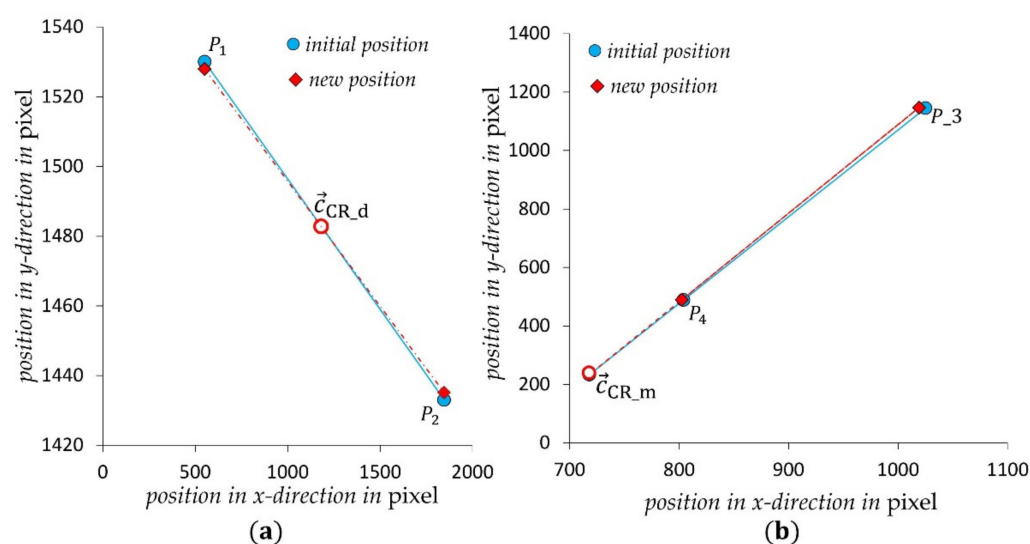 1540
1520
1500
1480
1460
1440
1420
0
500
1000
1500
2000
position in y-direction in pixel
position in x-direction in pixel
P₁
initial position
new position
c⃗CR_d
P₂
(a)
1400
1200
1000
800
600
400
200
0
700
800
900
1000
1100
position in y-direction in pixel
position in x-direction in pixel
initial position
new position
P_3
P₄
c⃗CR_m
(b)